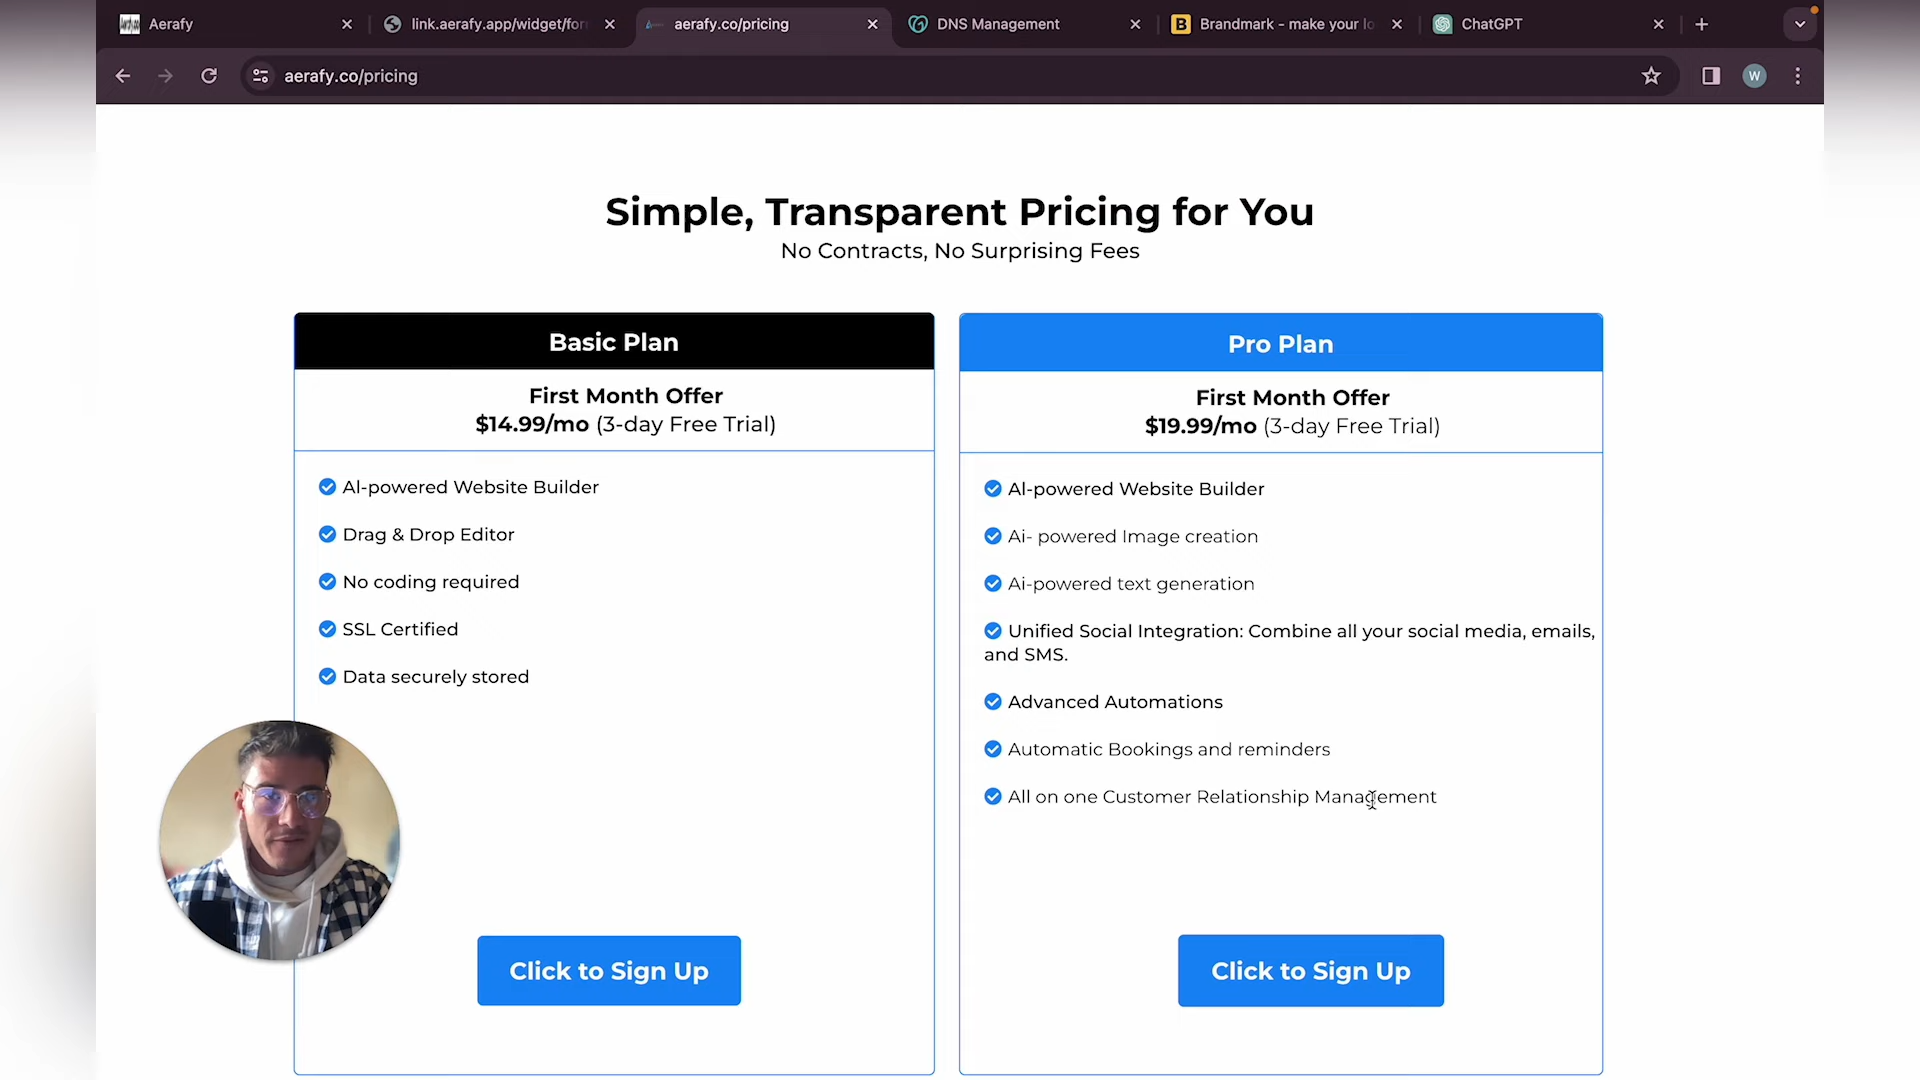 Aerafy
link.aerafy.app/widget/for
aerafy.co/pricing
DNS Management
Brandmark - make your lo
ChatGPT
aerafy.co/pricing
W
Simple, Transparent Pricing for You
No Contracts, No Surprising Fees
Basic Plan
First Month Offer
$14.99/mo (3-day Free Trial)
AI-powered Website Builder
Drag & Drop Editor
No coding required
SSL Certified
Data securely stored
Click to Sign Up
Pro Plan
First Month Offer
$19.99/mo (3-day Free Trial)
AI-powered Website Builder
Ai- powered Image creation
Ai-powered text generation
Unified Social Integration: Combine all your social media, emails,
and SMS.
Advanced Automations
Automatic Bookings and reminders
All on one Customer Relationship Management
Click to Sign Up